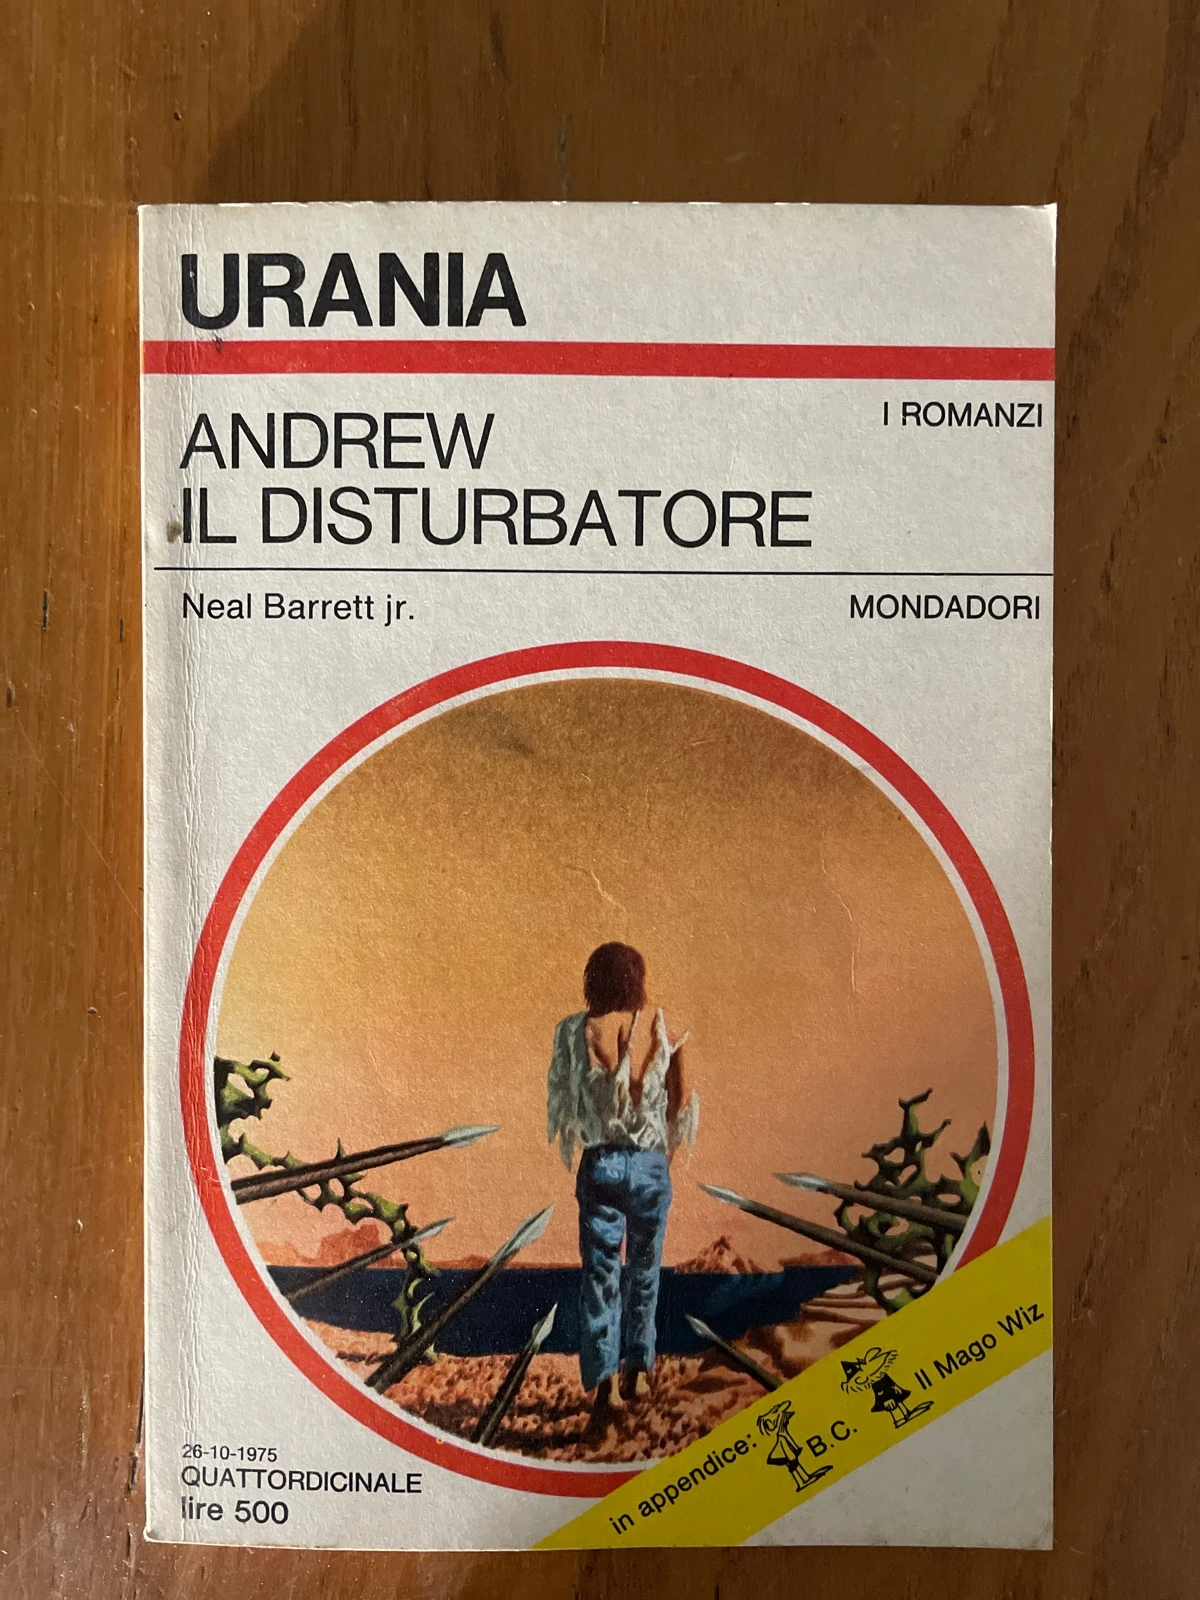 URANIA
I ROMANZI
ANDREW
IL DISTURBATORE
Neal Barrett jr.
MONDADORI
26-10-1975
QUATTORDICINALE
lire 500
in appendice: B.C. Il Mago Wiz